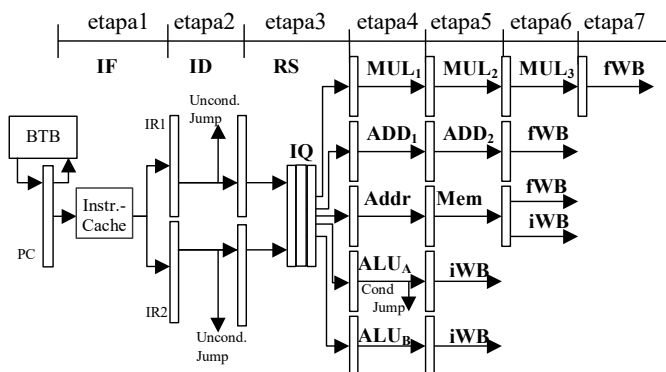 etapa1 etapa2 etapa3 etapa4 etapa5 etapa6 etapa7
IF ID RS MUL1 MUL2 MUL3 fWB
Uncond.
Jump
BTB
IR1
IQ
ADD1 ADD2 fWB
fWB
Instr.-
Cache
Addr Mem
iWB
PC
ALUA iWB
Cond
Jump
IR2
Uncond.
Jump
ALUB iWB